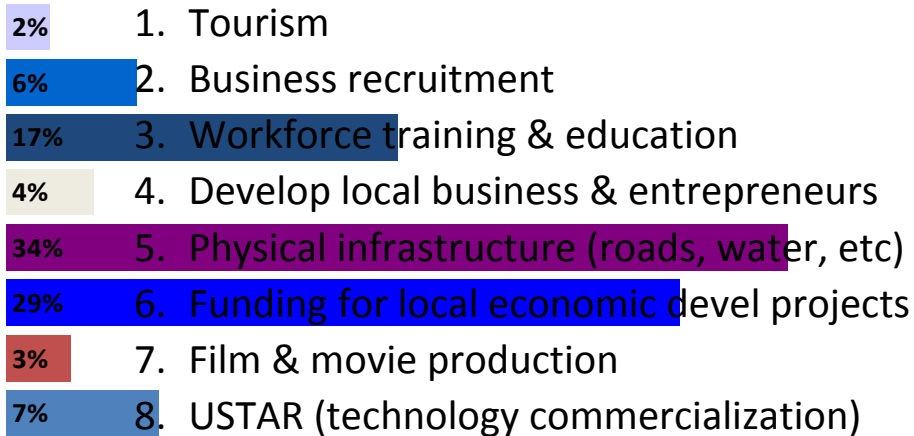 2% 1. Tourism
6% 2. Business recruitment
17% 3. Workforce training & education
4% 4. Develop local business & entrepreneurs
34% 5. Physical infrastructure (roads, water, etc)
29% 6. Funding for local economic devel projects
3% 7. Film & movie production
7% 8. USTAR (technology commercialization)